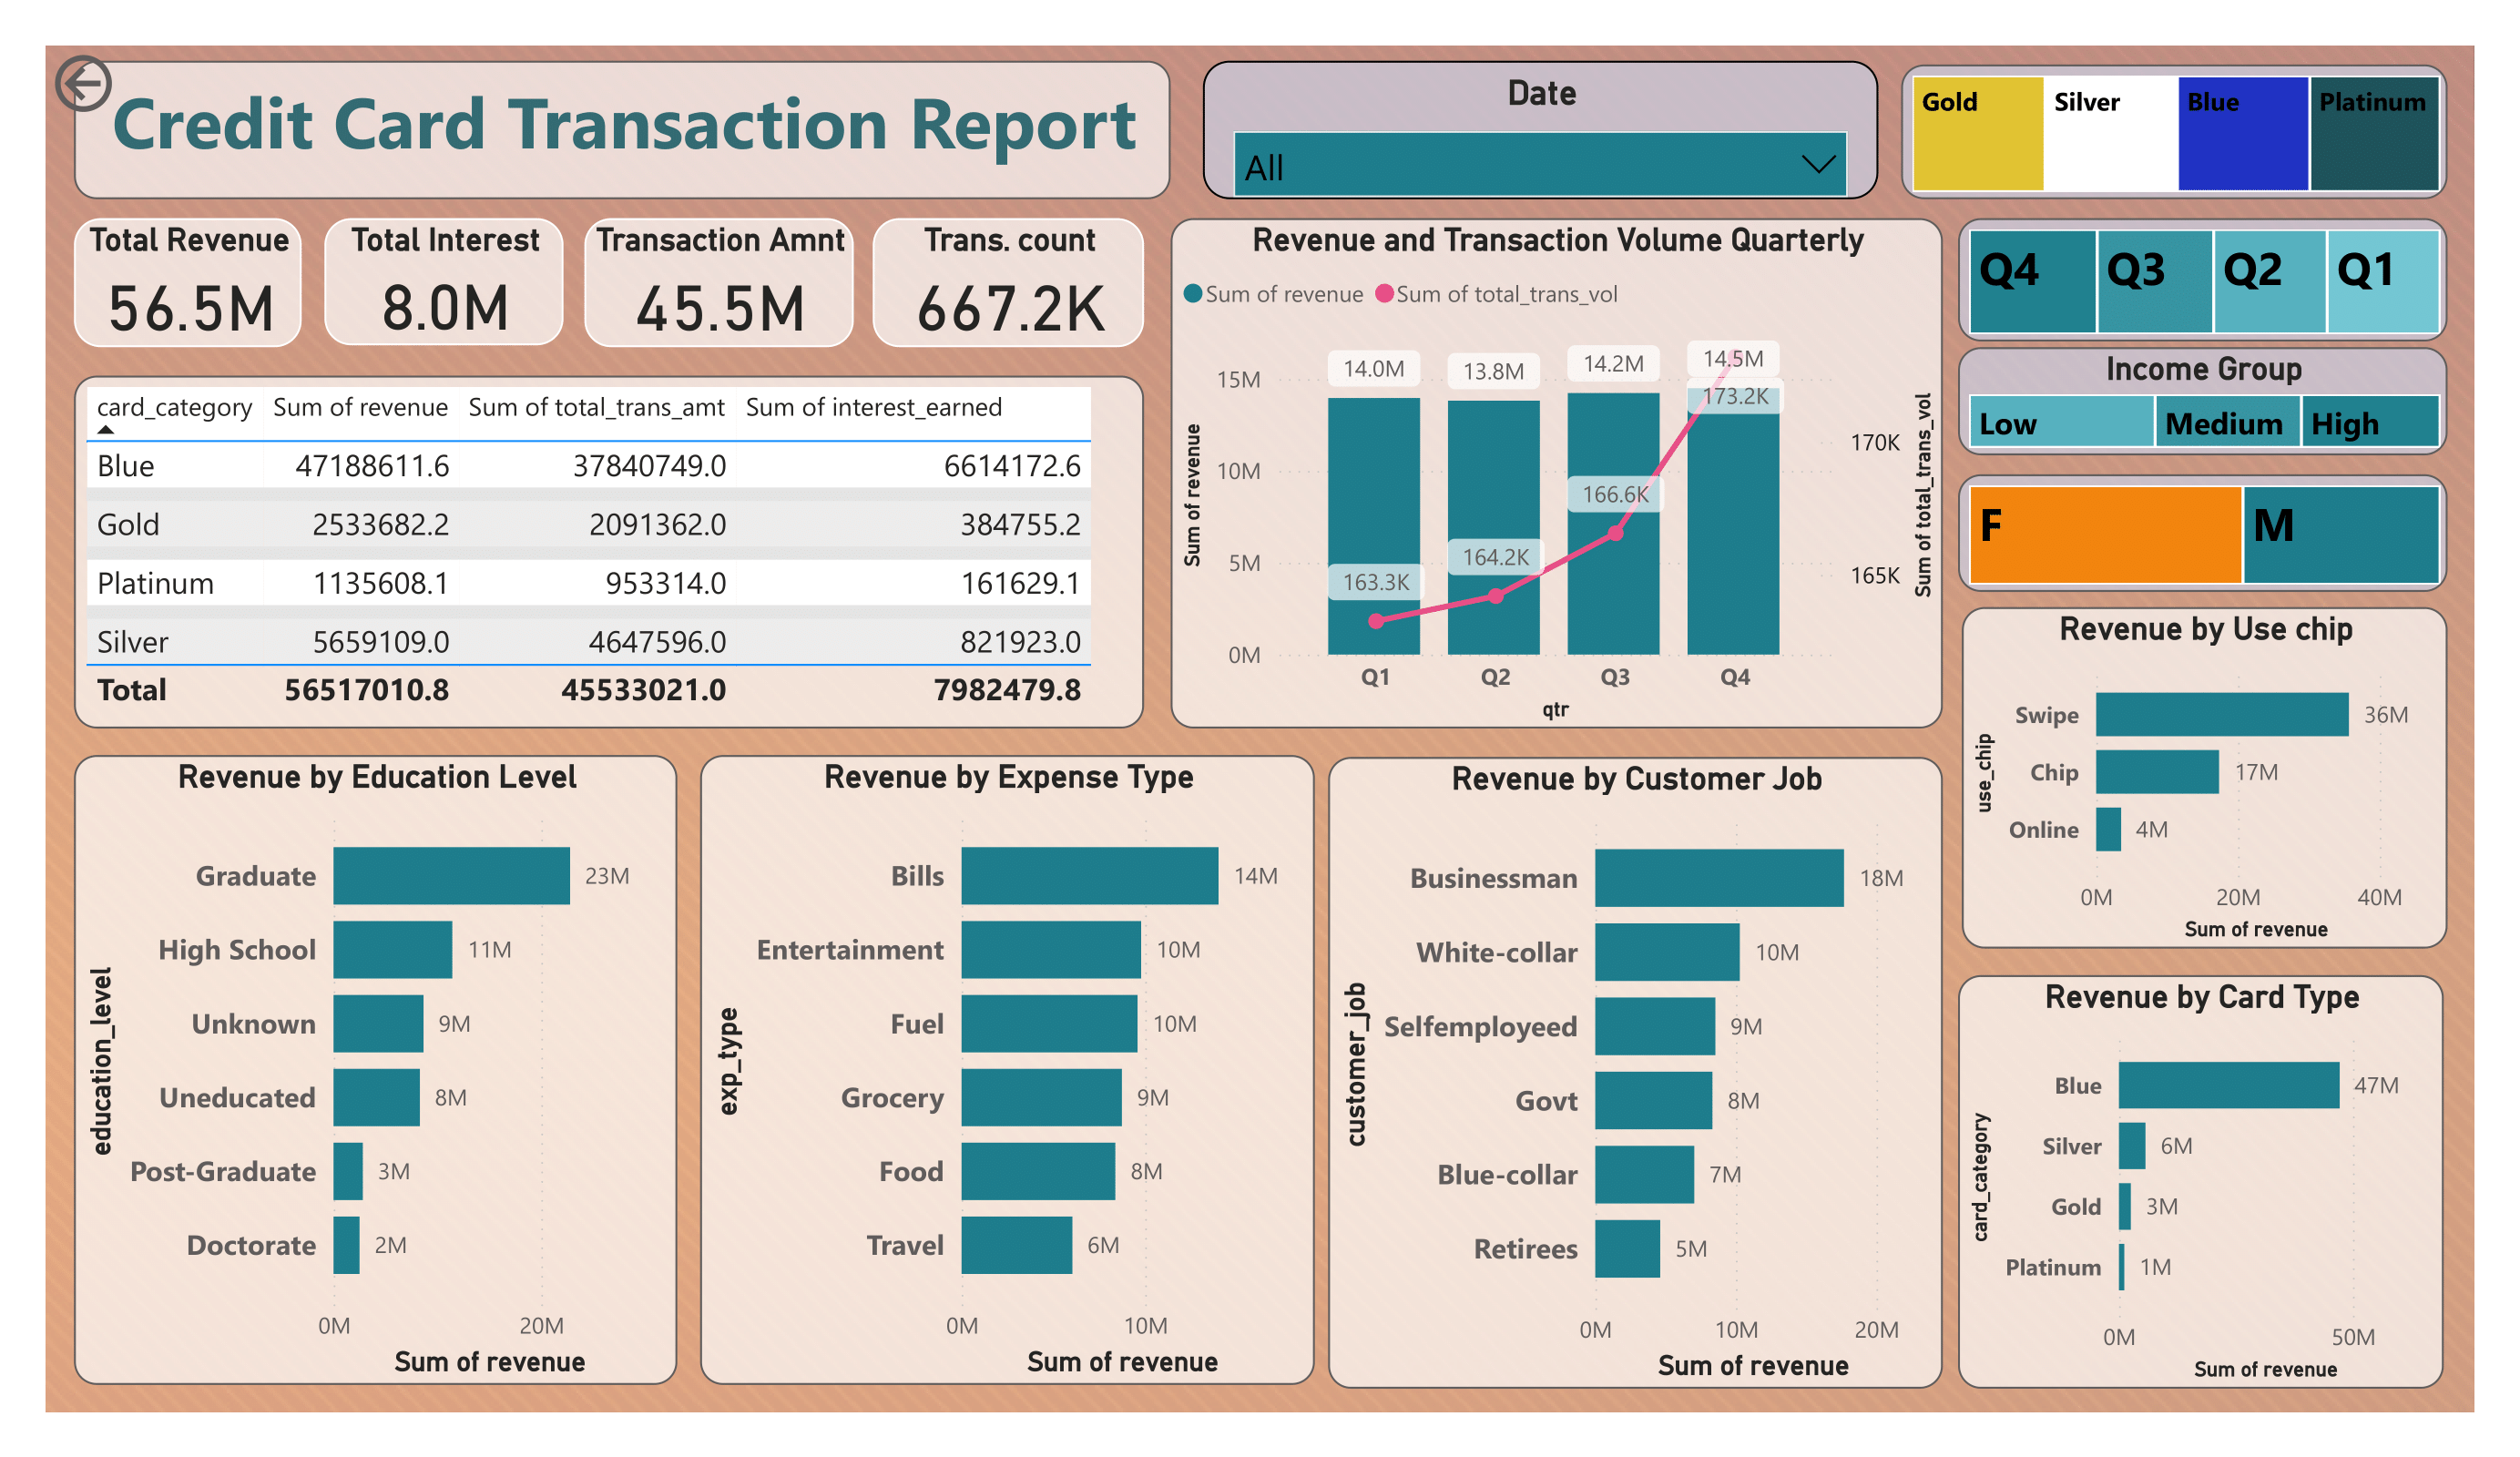 Credit Card Transaction Report
Date
All
Gold Silver Blue Platinum
Total Revenue
56.5M
Total Interest
8.0M
Transaction Amnt
45.5M
Trans. count
667.2K
card_category Sum of revenue Sum of total_trans_amt Sum of interest_earned
Blue 47188611.6 37840749.0 6614172.6
Gold 2533682.2 2091362.0 384755.2
Platinum 1135608.1 953314.0 161629.1
Silver 5659109.0 4647596.0 821923.0
Total 56517010.8 45533021.0 7982479.8
Revenue and Transaction Volume Quarterly
Sum of revenue Sum of total_trans_vol
Sum of revenue
15M
10M
5M
0M
14.0M 13.8M 14.2M 14.5M
163.3K 164.2K 166.6K 173.2K
170K
165K
Sum of total_trans_vol
Q1 Q2 Q3 Q4
qtr
Q4 Q3 Q2 Q1
Income Group
Low Medium High
F M
Revenue by Use chip
use_chip
Swipe 36M
Chip 17M
Online 4M
0M 20M 40M
Sum of revenue
Revenue by Education Level
education_level
Graduate 23M
High School 11M
Unknown 9M
Uneducated 8M
Post-Graduate 3M
Doctorate 2M
0M 20M
Sum of revenue
Revenue by Expense Type
exp_type
Bills 14M
Entertainment 10M
Fuel 10M
Grocery 9M
Food 8M
Travel 6M
0M 10M
Sum of revenue
Revenue by Customer Job
customer_job
Businessman 18M
White-collar 10M
Selfemployeed 9M
Govt 8M
Blue-collar 7M
Retirees 5M
0M 10M 20M
Sum of revenue
Revenue by Card Type
card_category
Blue 47M
Silver 6M
Gold 3M
Platinum 1M
0M 50M
Sum of revenue